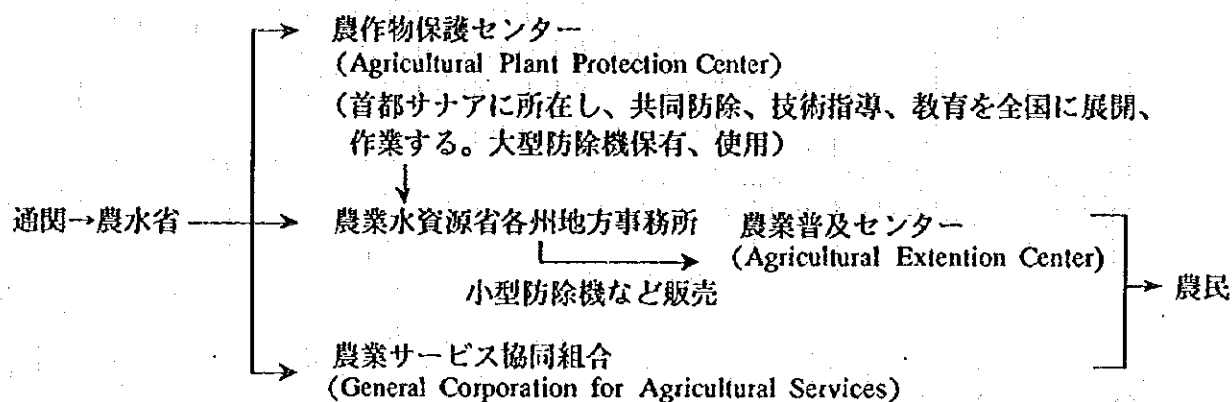 農作物保護センター
(Agricultural Plant Protection Center)
(首都サナアに所在し、共同防除、技術指導、教育を全国に展開、
作業する。大型防除機保有、使用)
通関→農水省
農業水資源省各州地方事務所
農業普及センター
(Agricultural Extention Center)
小型防除機など販売
農民
農業サービス協同組合
(General Corporation for Agricultural Services)